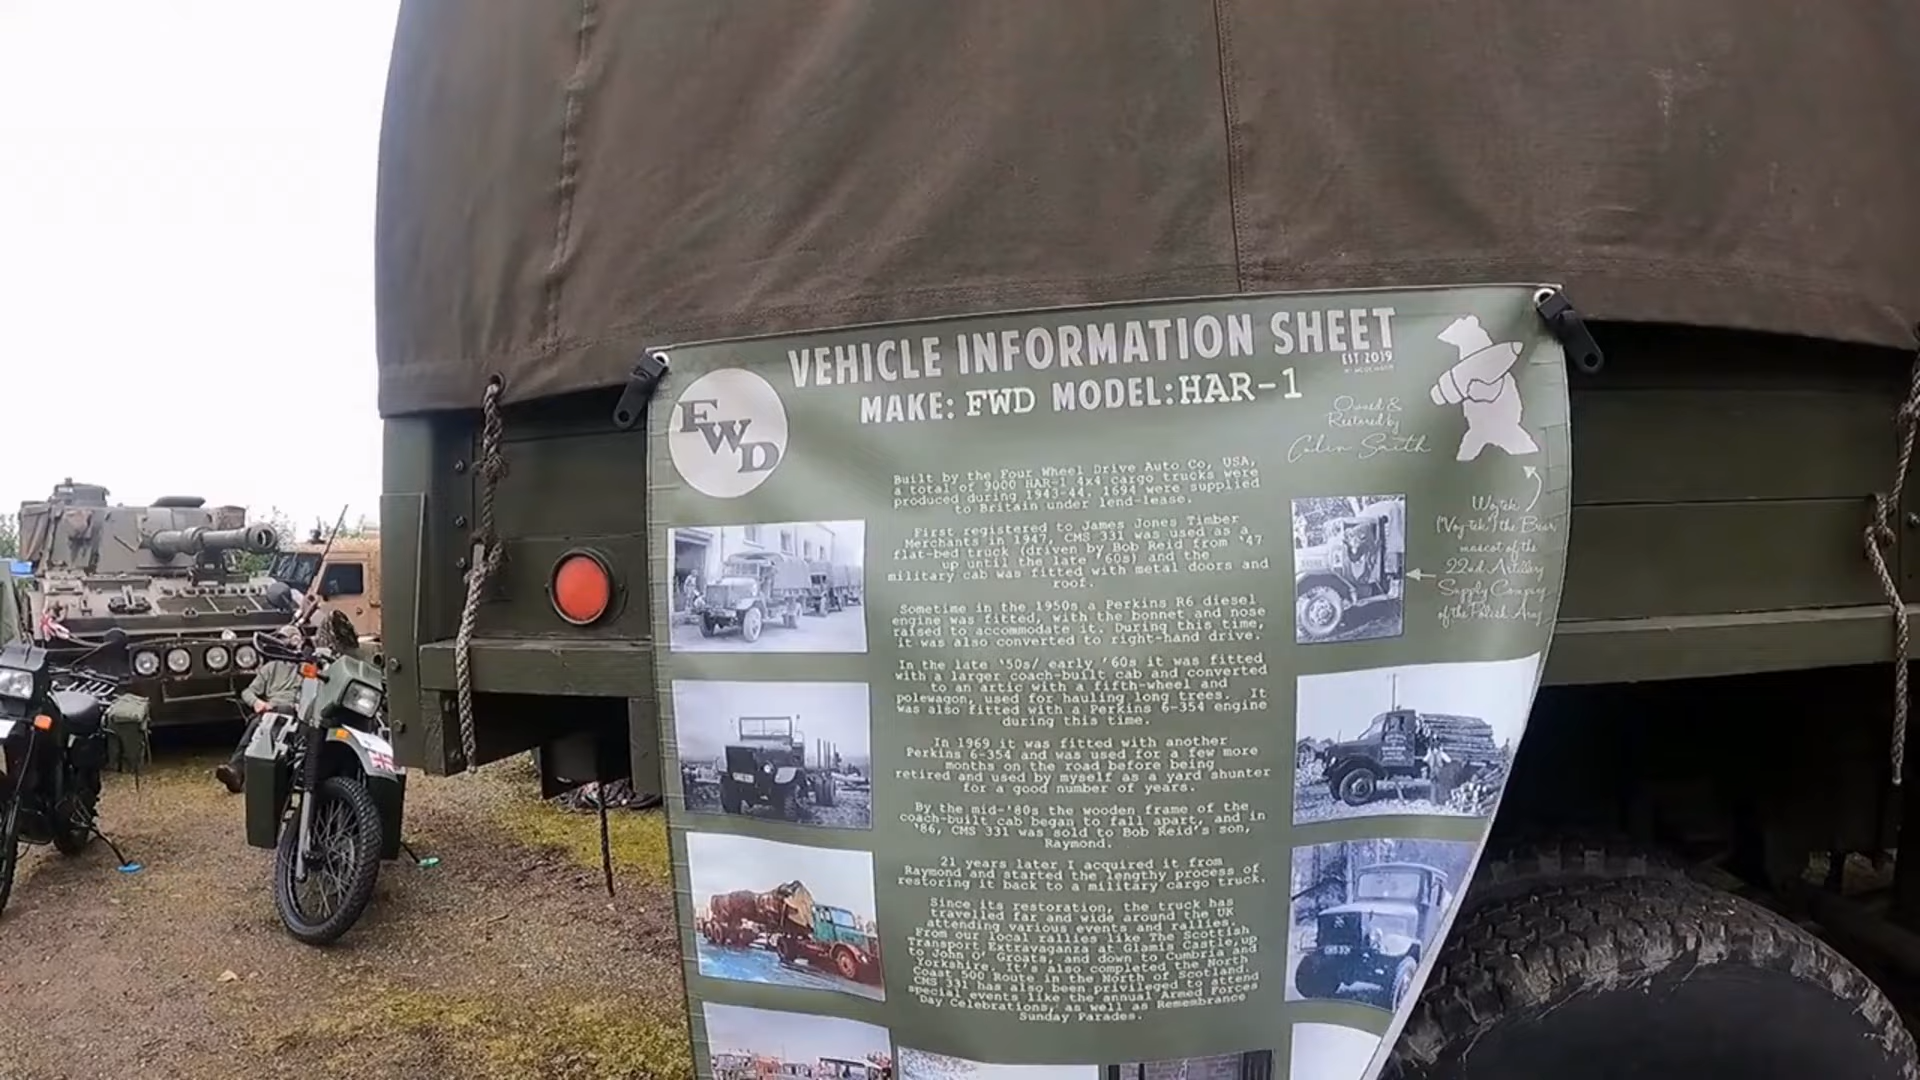 VEHICLE INFORMATION SHEET
EST 2019
MAKE: FWD MODEL: HAR-1
FWD
Owned &
Restored by
Colin Smith
Built by the Four Wheel Drive Auto Co, USA,
a total of 9000 HAR-1 4x4 cargo trucks were
produced during 1943-44. 1694 were supplied
to Britain under lend-lease.
First registered to James Jones Timber
Merchants in 1947, CMS 331 was used as a
flat-bed truck (driven by Bob Reid from '47
up until the late '60s) and the
military cab was fitted with metal doors and
roof.
Sometime in the 1950s a Perkins R6 diesel
engine was fitted, with the bonnet and nose
raised to accommodate it. During this time,
it was also converted to right-hand drive.
In the late '50s/ early '60s it was fitted
with a larger coach-built cab and converted
to an artic with a fifth-wheel and
polewagon, used for hauling long trees. It
was also fitted with a Perkins 6-354 engine
during this time.
In 1969 it was fitted with another
Perkins 6-354 and was used for a few more
months on the road before being
retired and used by myself as a yard shunter
for a good number of years.
By the mid-'80s the wooden frame of the
coach-built cab began to fall apart, and in
'86, CMS 331 was sold to Bob Reid's son,
Raymond.
21 years later I acquired it from
Raymond and started the lengthy process of
restoring it back to a military cargo truck.
Since its restoration, the truck has
travelled far and wide around the UK
attending various events and rallies.
From our local rallies like The Scottish
Transport Extravaganza at Glamis Castle, up
to John O' Groats, and down to Cumbria and
Yorkshire. It's also completed the North
Coast 500 Route in the North of Scotland.
CMS 331 has also been privileged to attend
special events like the annual Armed Forces
Day Celebrations, as well as Remembrance
Sunday Parades.
Wojtek
("Voy-tek") the Bear,
mascot of the
22nd Artillery
Supply Company
of the Polish Army